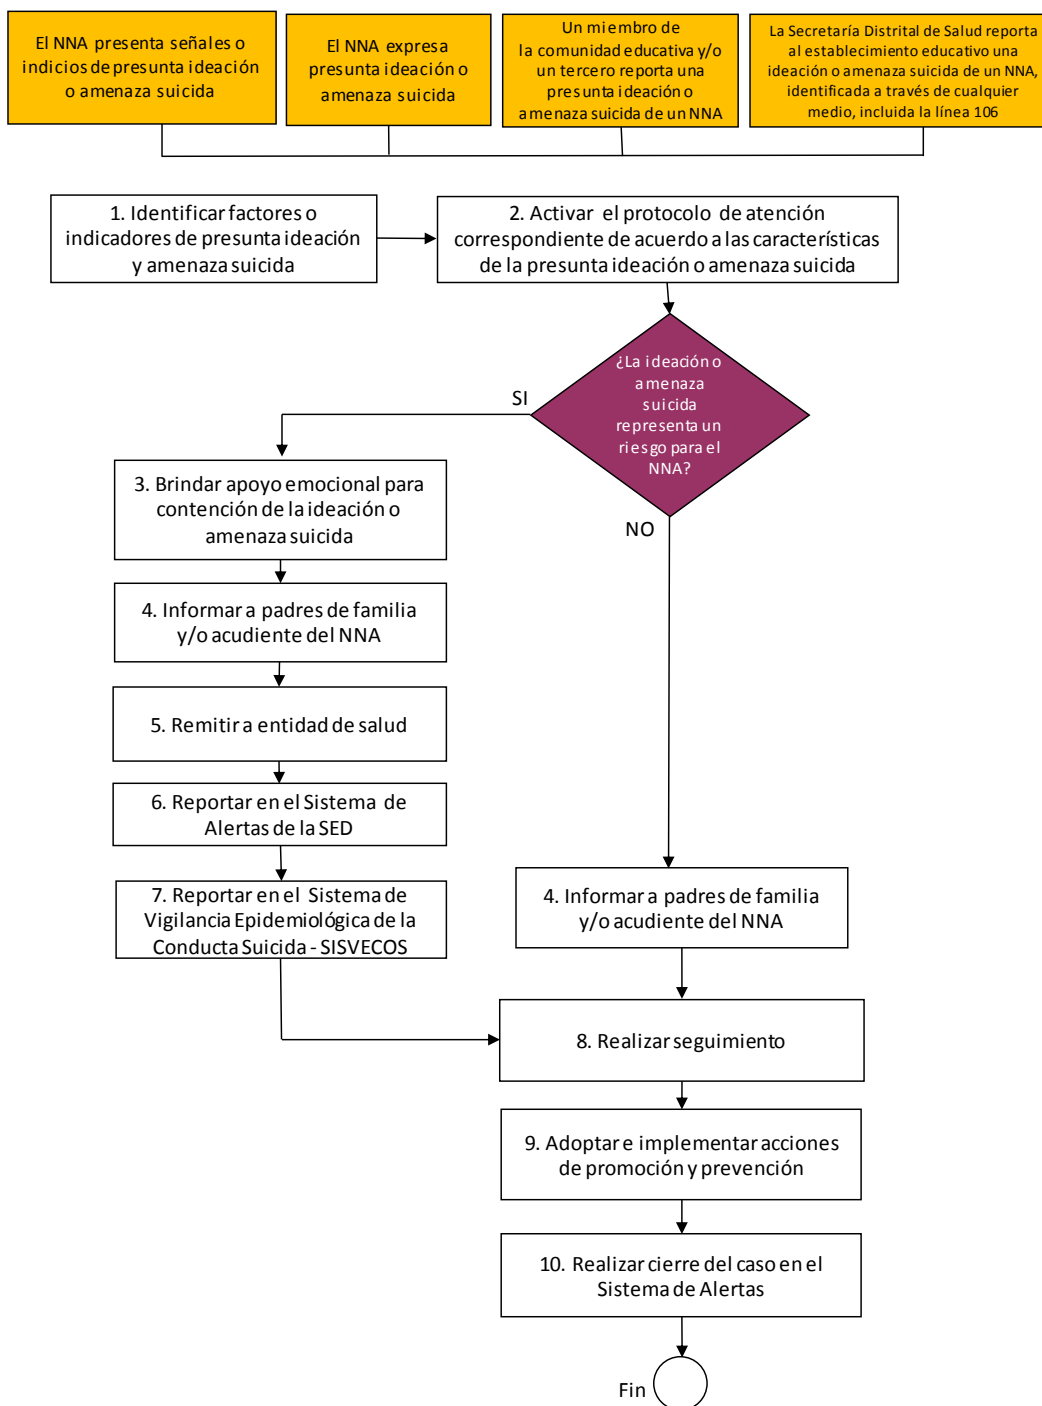 El NNA presenta señales o
indicios de presunta ideación
o amenaza suicida
El NNA expresa
presunta ideación o
amenaza suicida
Un miembro de
la comunidad educativa y/o
un tercero reporta una
presunta ideación o
amenaza suicida de un NNA
La Secretaría Distrital de Salud reporta
al establecimiento educativo una
ideación o amenaza suicida de un NNA,
identificada a través de cualquier
medio, incluida la línea 106
1. Identificar factores o
indicadores de presunta ideación
y amenaza suicida
2. Activar el protocolo de atención
correspondiente de acuerdo a las características
de la presunta ideación o amenaza suicida
¿La ideación o
amenaza
suicida
representa un
riesgo para el
NNA?
SI
NO
3. Brindar apoyo emocional para
contención de la ideación o
amenaza suicida
4. Informar a padres de familia
y/o acudiente del NNA
5. Remitir a entidad de salud
6. Reportar en el Sistema de
Alertas de la SED
7. Reportar en el Sistema de
Vigilancia Epidemiológica de la
Conducta Suicida - SISVECOS
4. Informar a padres de familia
y/o acudiente del NNA
8. Realizar seguimiento
9. Adoptar e implementar acciones
de promoción y prevención
10. Realizar cierre del caso en el
Sistema de Alertas
Fin